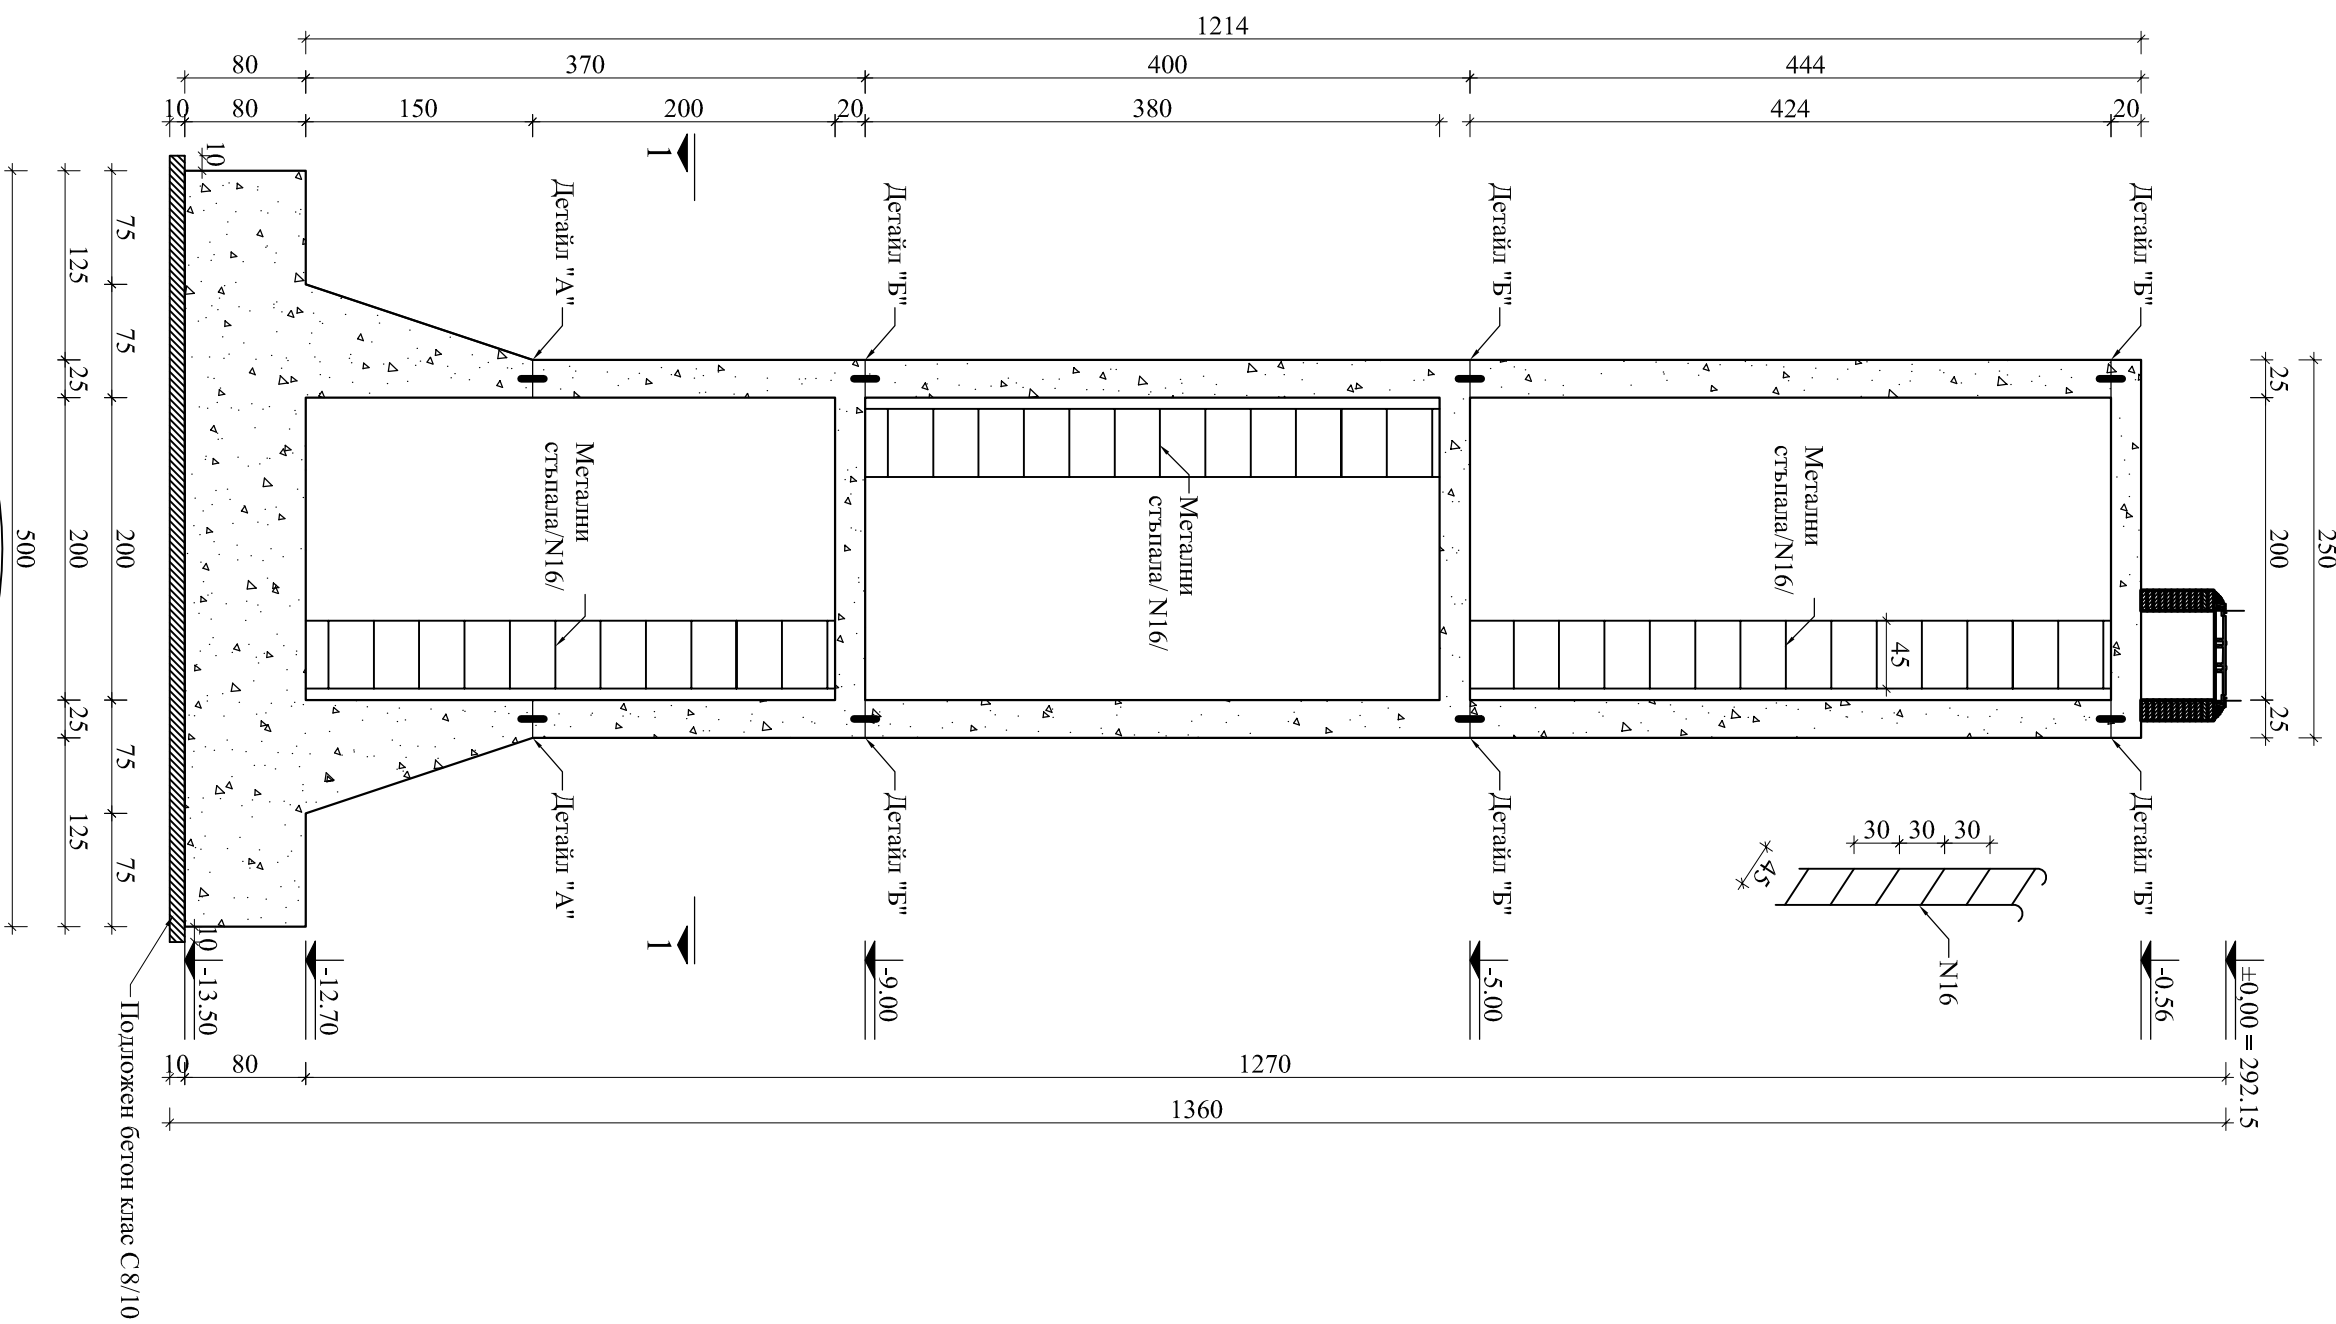 1214
80
370
400
444
10
80
150
200
20
380
424
20
1
10
Детайл "А"
Детайл "Б"
Детайл "Б"
Детайл "Б"
75
125
75
25
200
200
500
25
75
125
75
25
200
250
25
Метални
стъпала/N16/
Метални
стъпала/ N16/
Метални
стъпала/N16/
45
Детайл "А"
Детайл "Б"
Детайл "Б"
Детайл "Б"
30
30
30
45
N16
1
10
-13.50
-12.70
-9.00
-5.00
-0.56
±0,00 = 292.15
10
80
1270
1360
Подложен бетон клас C8/10